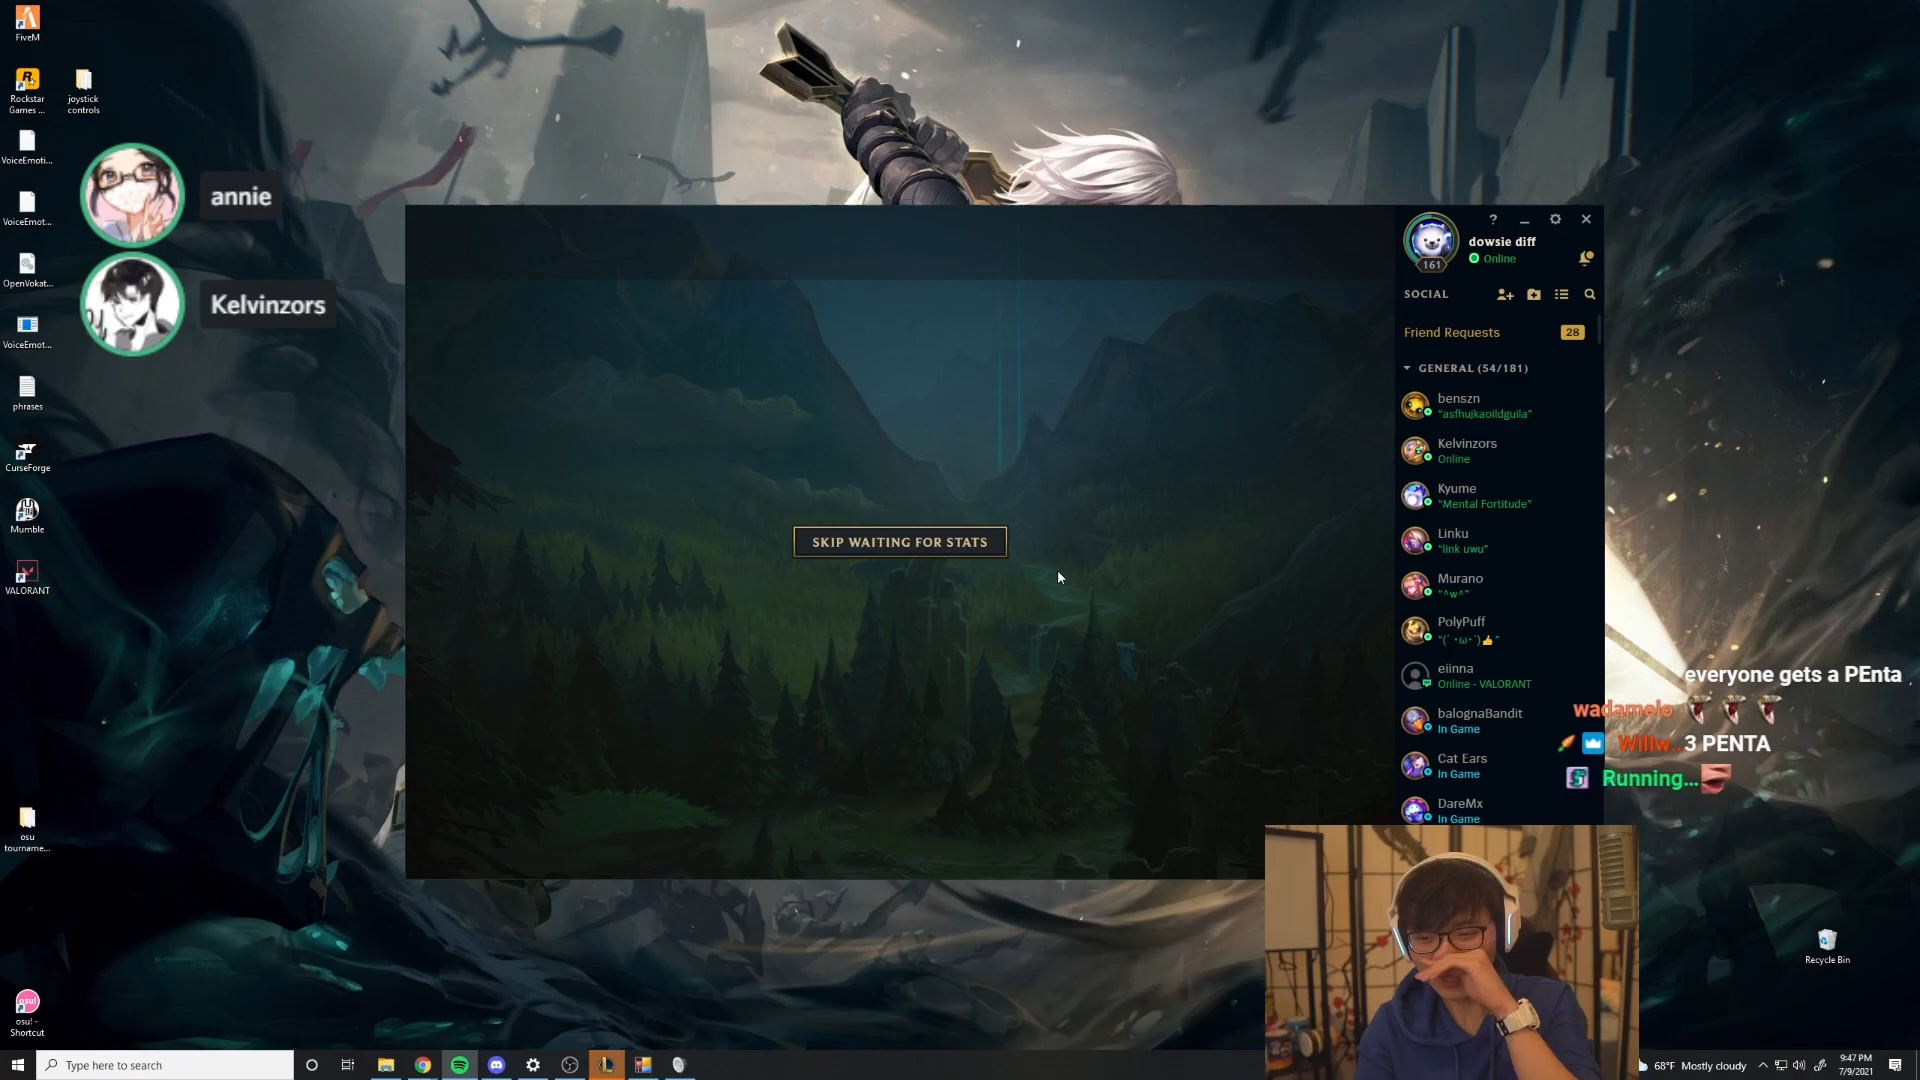 FiveM
Rockstar
Games ...
joystick
controls
VoiceEmoti...
VoiceEmot...
OpenVokat...
VoiceEmot...
phrases
CurseForge
Mumble
VALORANT
osu
tourname...
osu!
osu! -
Shortcut
annie
Kelvinzors
SKIP WAITING FOR STATS
?
161
dowsie diff
Online
SOCIAL
Friend Requests
28
GENERAL (54/181)
benszn
"asfhujkaoildguila"
Kelvinzors
Online
Kyume
"Mental Fortitude"
Linku
"link uwu"
Murano
"^w^"
PolyPuff
"(´・ω・`)👍"
eiinna
Online - VALORANT
balognaBandit
In Game
Cat Ears
In Game
DareMx
In Game
everyone gets a PEnta
wadamelo
Willw...3 PENTA
Running...
Recycle Bin
Type here to search
68°F Mostly cloudy
9:47 PM
7/9/2021